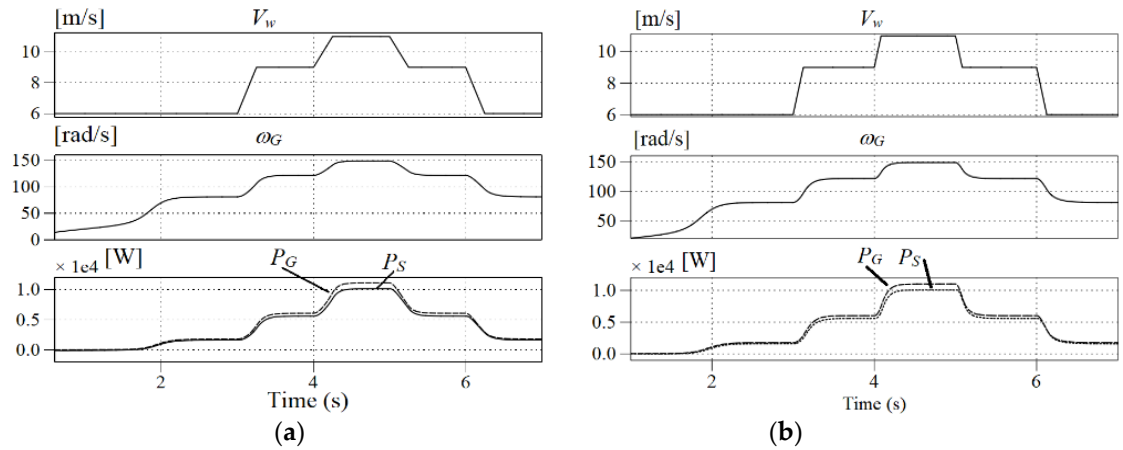 [m/s] V_w
10
8
6
[rad/s] ω_G
150
100
50
0
× 1e4 [W]
P_G P_S
1.0
0.5
0.0
2 4 6
Time (s)
(a)
[m/s] V_w
10
8
6
[rad/s] ω_G
150
100
50
× 1e4 [W]
P_G P_S
1.0
0.5
0.0
2 4 6
Time (s)
(b)